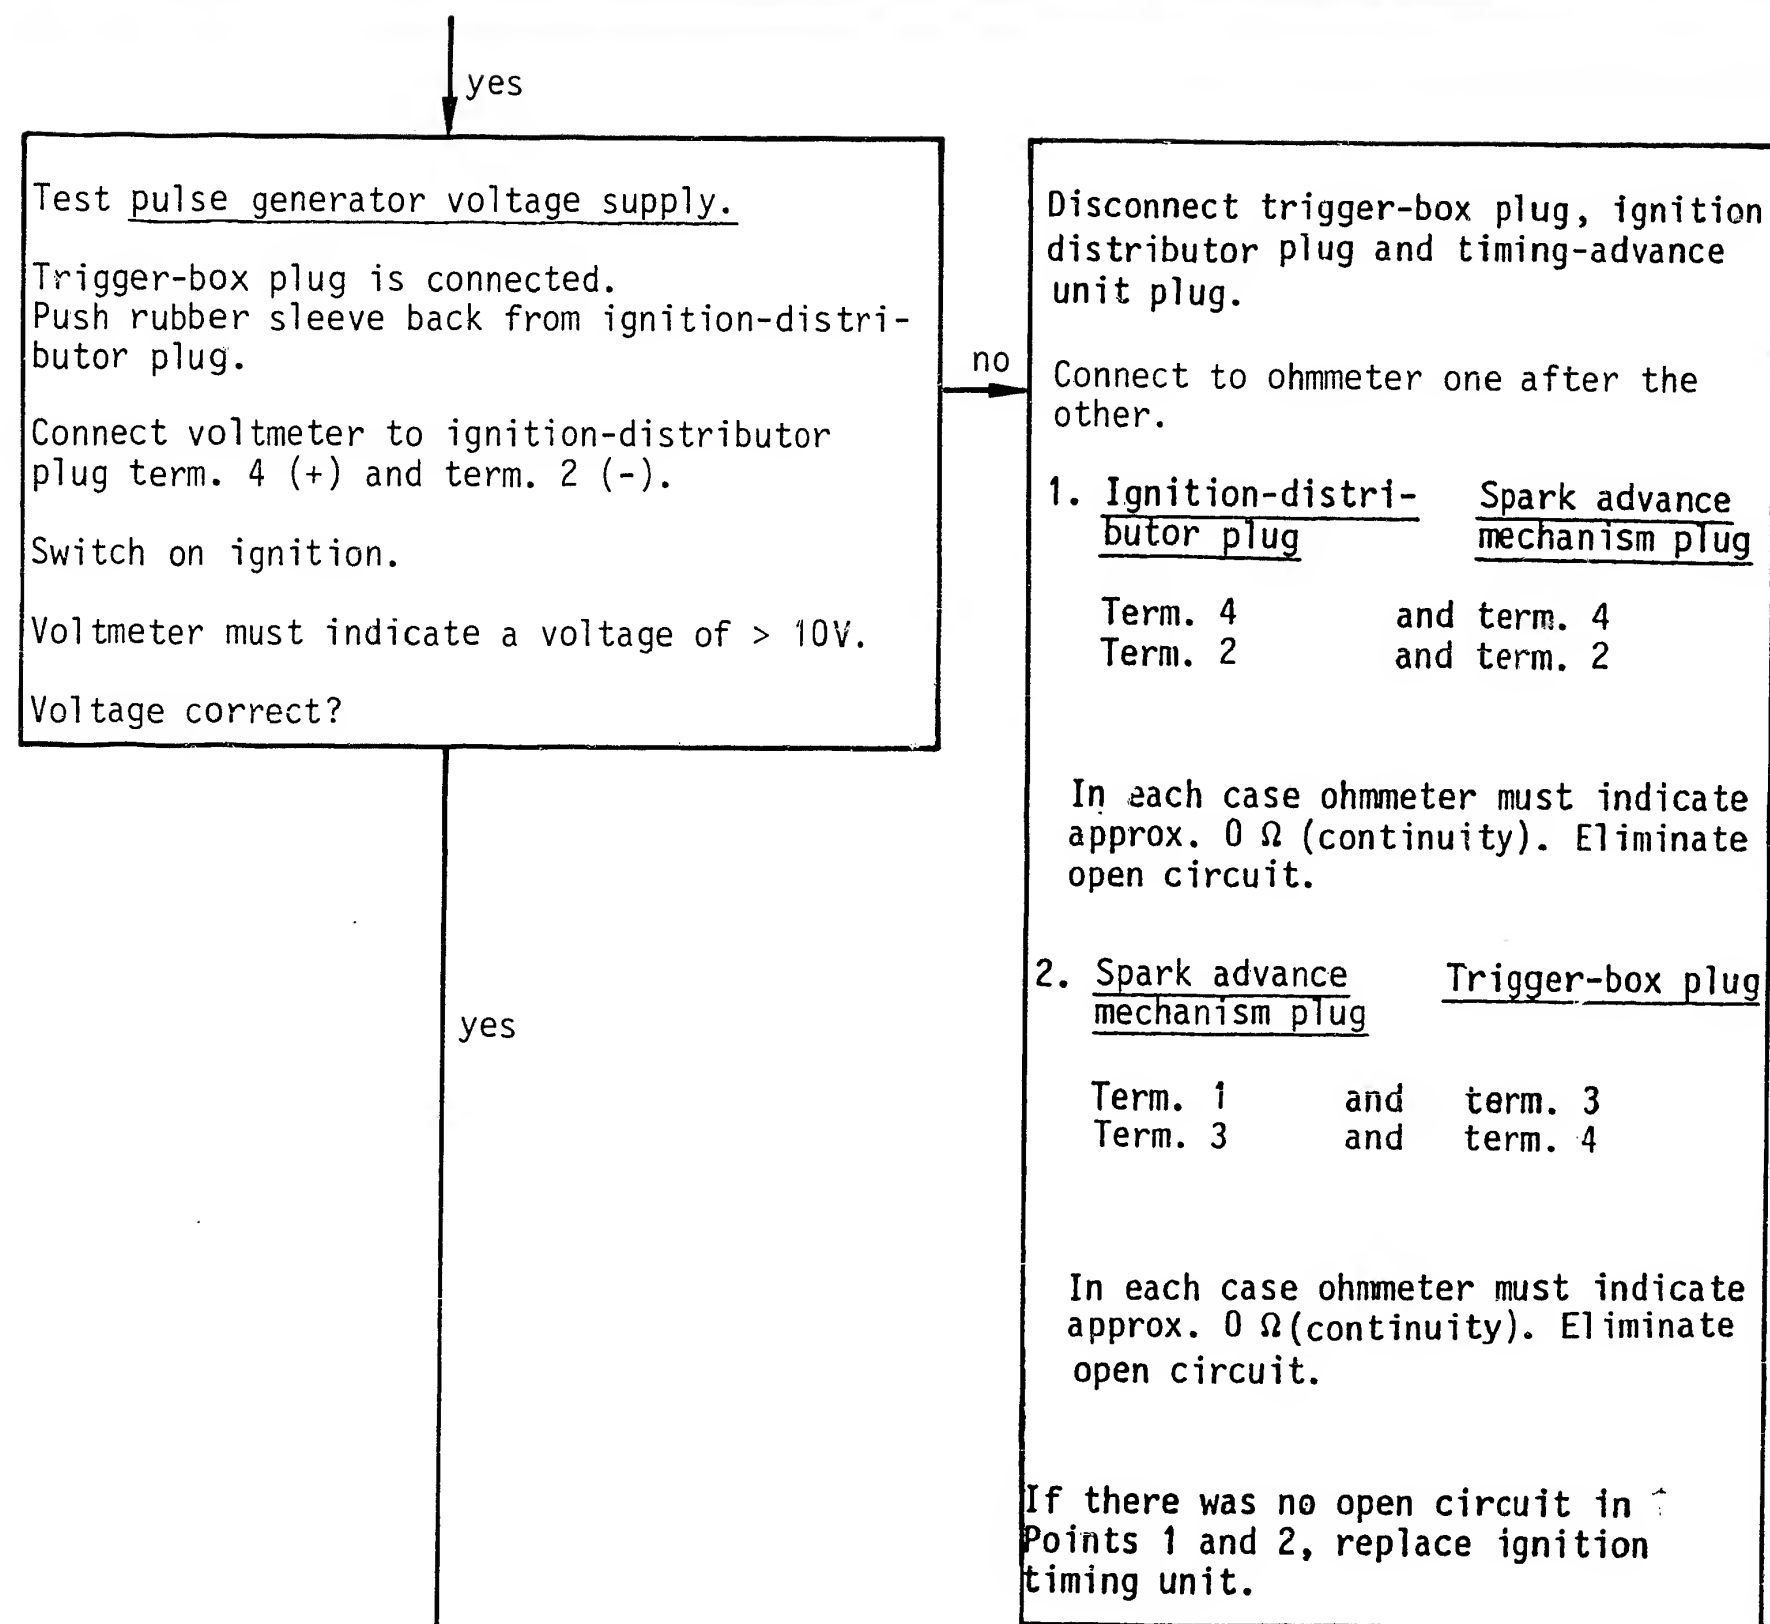 yes
Test pulse generator voltage supply.
Trigger-box plug is connected.
Push rubber sleeve back from ignition-distri-
butor plug.
Connect voltmeter to ignition-distributor
plug term. 4 (+) and term. 2 (-).
Switch on ignition.
Voltmeter must indicate a voltage of > 10V.
Voltage correct?
no
yes
Disconnect trigger-box plug, ignition
distributor plug and timing-advance
unit plug.
Connect to ohmmeter one after the
other.
1. Ignition-distri- Spark advance
butor plug mechanism plug
Term. 4 and term. 4
Term. 2 and term. 2
In each case ohmmeter must indicate
approx. 0 Ω (continuity). Eliminate
open circuit.
2. Spark advance Trigger-box plug
mechanism plug
Term. 1 and term. 3
Term. 3 and term. 4
In each case ohmmeter must indicate
approx. 0 Ω (continuity). Eliminate
open circuit.
If there was no open circuit in
Points 1 and 2, replace ignition
timing unit.